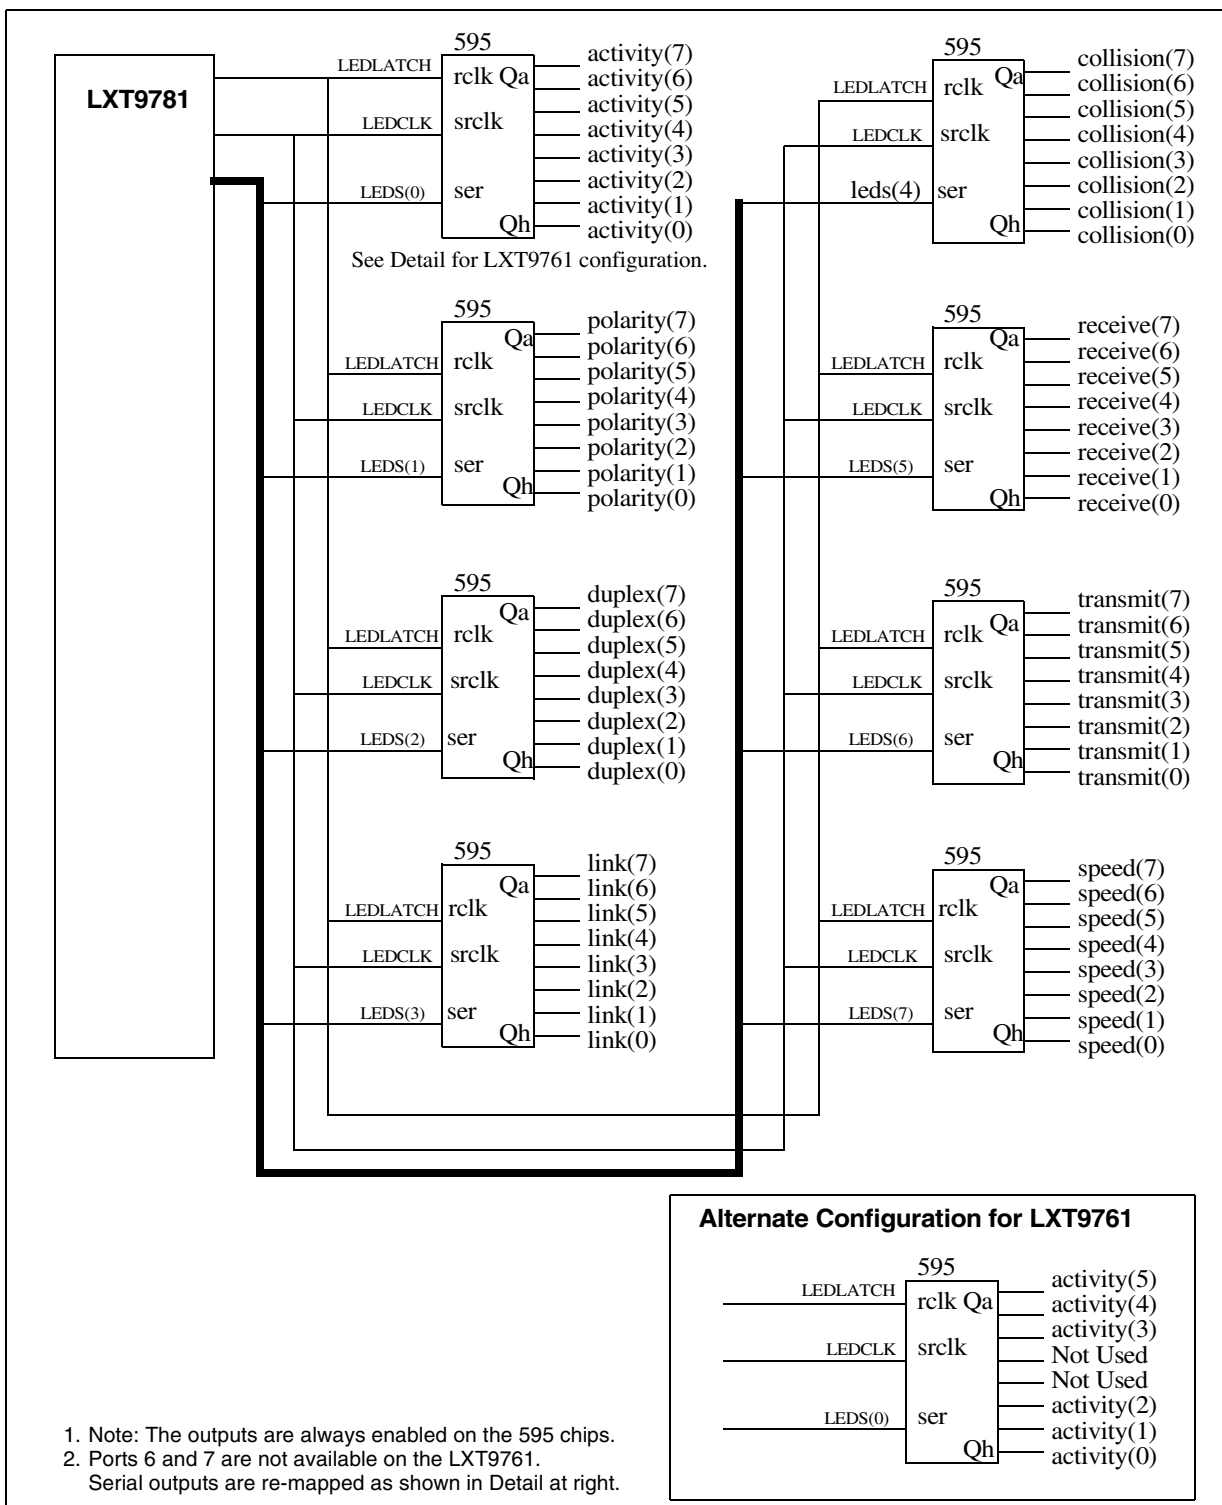 LXT9781
595
LEDLATCH
rclk Qa
LEDCLK
srclk
LEDS(0)
ser
Qh
activity(7)
activity(6)
activity(5)
activity(4)
activity(3)
activity(2)
activity(1)
activity(0)
See Detail for LXT9761 configuration.
595
Qa
LEDLATCH
rclk
LEDCLK
srclk
LEDS(1)
ser
Qh
polarity(7)
polarity(6)
polarity(5)
polarity(4)
polarity(3)
polarity(2)
polarity(1)
polarity(0)
595
Qa
LEDLATCH
rclk
LEDCLK
srclk
LEDS(2)
ser
Qh
duplex(7)
duplex(6)
duplex(5)
duplex(4)
duplex(3)
duplex(2)
duplex(1)
duplex(0)
595
Qa
LEDLATCH
rclk
LEDCLK
srclk
LEDS(3)
ser
Qh
link(7)
link(6)
link(5)
link(4)
link(3)
link(2)
link(1)
link(0)
595
LEDLATCH
rclk Qa
LEDCLK
srclk
leds(4)
ser
Qh
collision(7)
collision(6)
collision(5)
collision(4)
collision(3)
collision(2)
collision(1)
collision(0)
595
Qa
LEDLATCH
rclk
LEDCLK
srclk
LEDS(5)
ser
Qh
receive(7)
receive(6)
receive(5)
receive(4)
receive(3)
receive(2)
receive(1)
receive(0)
595
LEDLATCH
rclk Qa
LEDCLK
srclk
LEDS(6)
ser
Qh
transmit(7)
transmit(6)
transmit(5)
transmit(4)
transmit(3)
transmit(2)
transmit(1)
transmit(0)
595
Qa
LEDLATCH
rclk
LEDCLK
srclk
LEDS(7)
ser
Qh
speed(7)
speed(6)
speed(5)
speed(4)
speed(3)
speed(2)
speed(1)
speed(0)
Alternate Configuration for LXT9761
595
LEDLATCH
rclk Qa
LEDCLK
srclk
LEDS(0)
ser
Qh
activity(5)
activity(4)
activity(3)
Not Used
Not Used
activity(2)
activity(1)
activity(0)
1. Note: The outputs are always enabled on the 595 chips.
2. Ports 6 and 7 are not available on the LXT9761.
Serial outputs are re-mapped as shown in Detail at right.